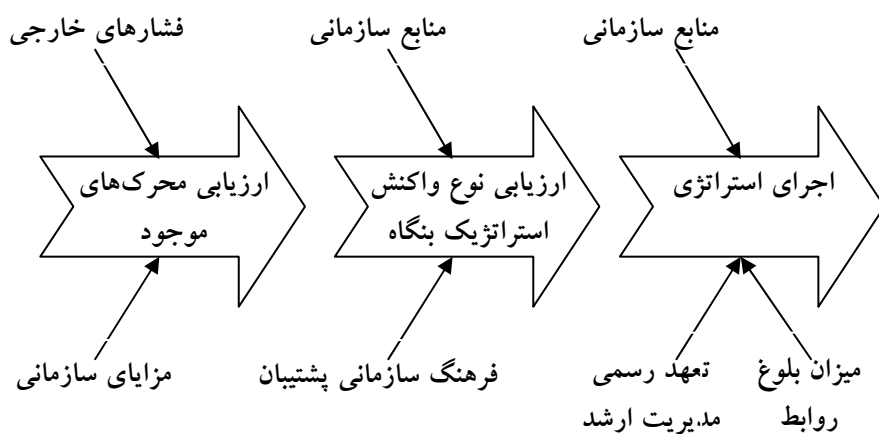 فشارهای خارجی
منابع سازمانی
منابع سازمانی
ارزیابی محرک‌های
موجود
ارزیابی نوع واکنش
استراتژیک بنگاه
اجرای استراتژی
مزایای سازمانی
فرهنگ سازمانی پشتیبان
تعهد رسمی
مدیریت ارشد
میزان بلوغ
روابط